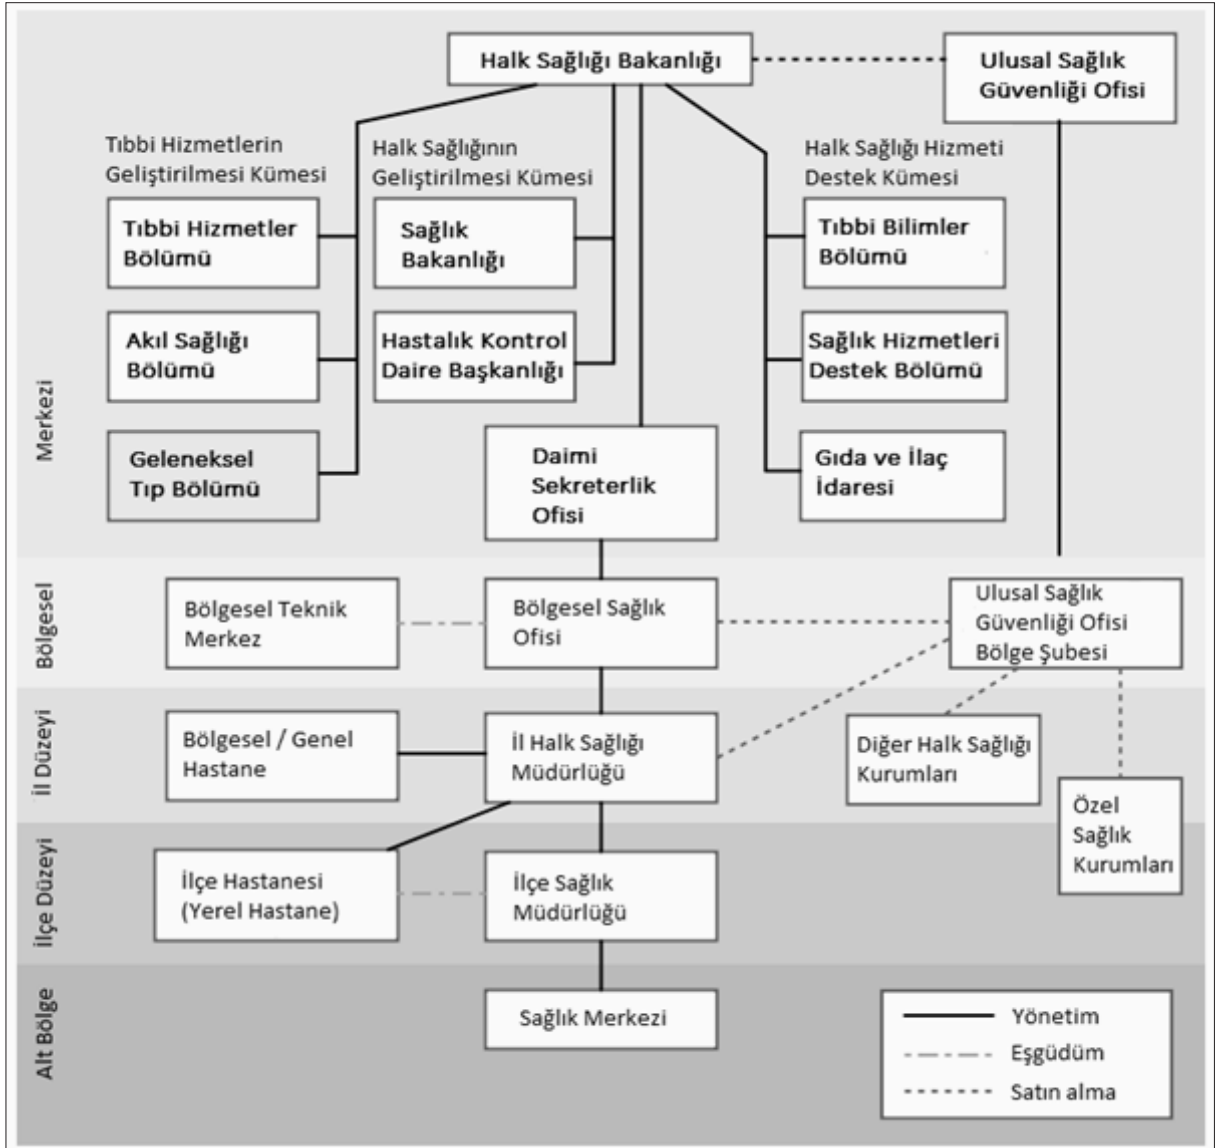 Halk Sağlığı Bakanlığı
Ulusal Sağlık
Güvenliği Ofisi
Tıbbi Hizmetlerin
Geliştirilmesi Kümesi
Halk Sağlığının
Geliştirilmesi Kümesi
Halk Sağlığı Hizmeti
Destek Kümesi
Tıbbi Hizmetler
Bölümü
Sağlık
Bakanlığı
Tıbbi Bilimler
Bölümü
Akıl Sağlığı
Bölümü
Hastalık Kontrol
Daire Başkanlığı
Sağlık Hizmetleri
Destek Bölümü
Merkezi
Geleneksel
Tıp Bölümü
Daimi
Sekreterlik
Ofisi
Gıda ve İlaç
İdaresi
Bölgesel
Bölgesel Teknik
Merkez
Bölgesel Sağlık
Ofisi
Ulusal Sağlık
Güvenliği Ofisi
Bölge Şubesi
İl Düzeyi
Bölgesel / Genel
Hastane
İl Halk Sağlığı
Müdürlüğü
Diğer Halk Sağlığı
Kurumları
Özel
Sağlık
Kurumları
İlçe Düzeyi
İlçe Hastanesi
(Yerel Hastane)
İlçe Sağlık
Müdürlüğü
Alt Bölge
Sağlık Merkezi
Yönetim
Eşgüdüm
Satın alma